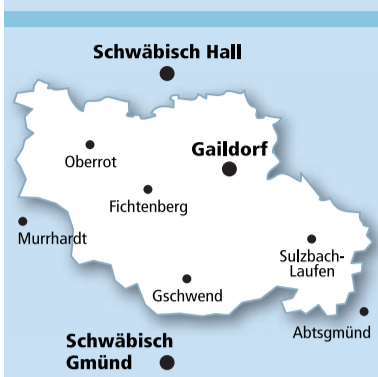 Schwäbisch Hall
Gaildorf
Oberrot
Fichtenberg
Murrhardt
Sulzbach-
Laufen
Gschwend
Abtsgmünd
Schwäbisch
Gmünd